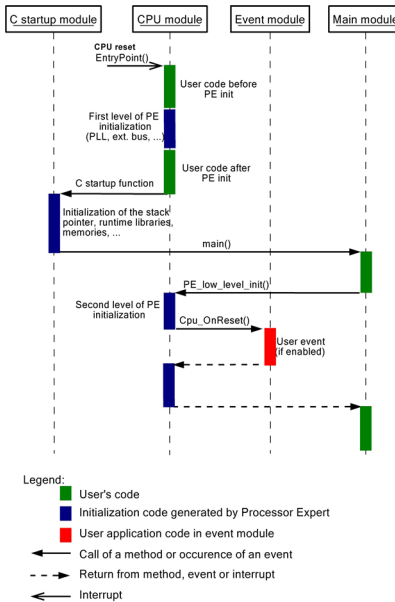 C startup module
CPU module
Event module
Main module
CPU reset
EntryPoint()
User code before
PE init
First level of PE
initialization
(PLL, ext. bus, ...)
User code after
PE init
C startup function
Initialization of the stack
pointer, runtime libraries,
memories, ...
main()
PE_low_level_init()
Second level of PE
initialization
Cpu_OnReset()
User event
(if enabled)
Legend:
User's code
Initialization code generated by Processor Expert
User application code in event module
Call of a method or occurence of an event
Return from method, event or interrupt
Interrupt